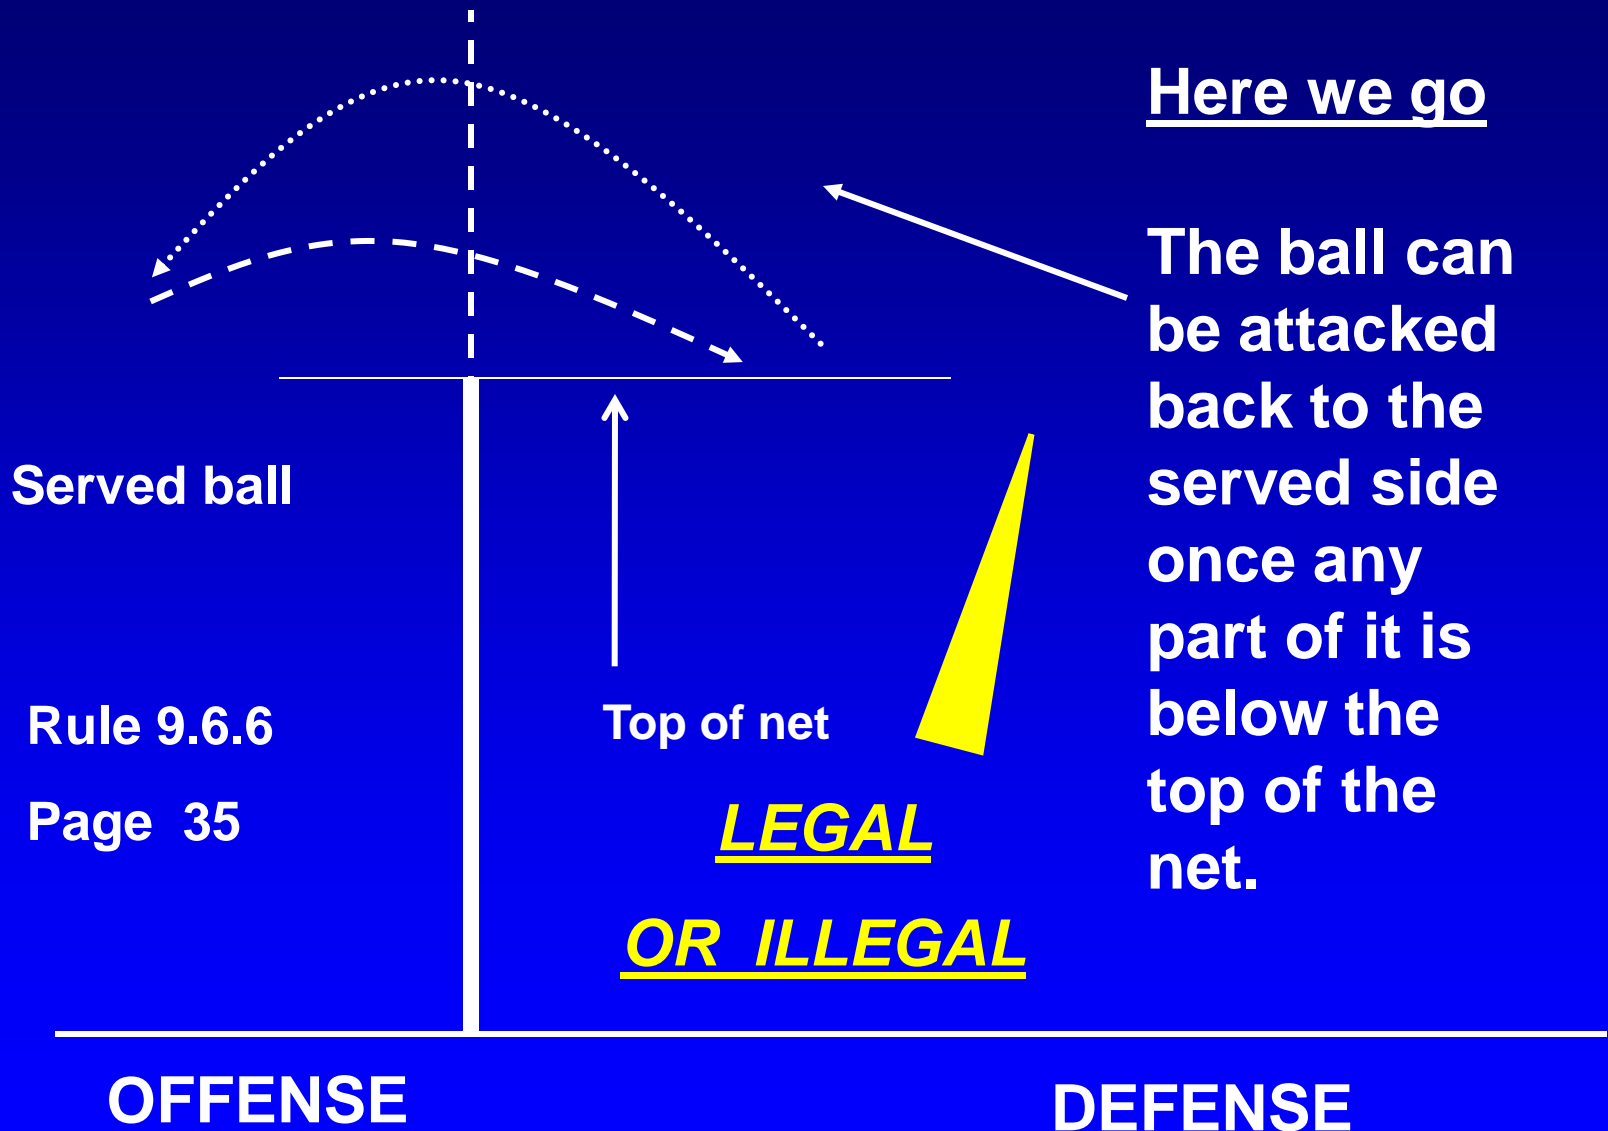 Here we go
The ball can
be attacked
back to the
served side
once any
part of it is
below the
top of the
net.
Served ball
Rule 9.6.6
Page 35
Top of net
LEGAL
OR ILLEGAL
OFFENSE
DEFENSE